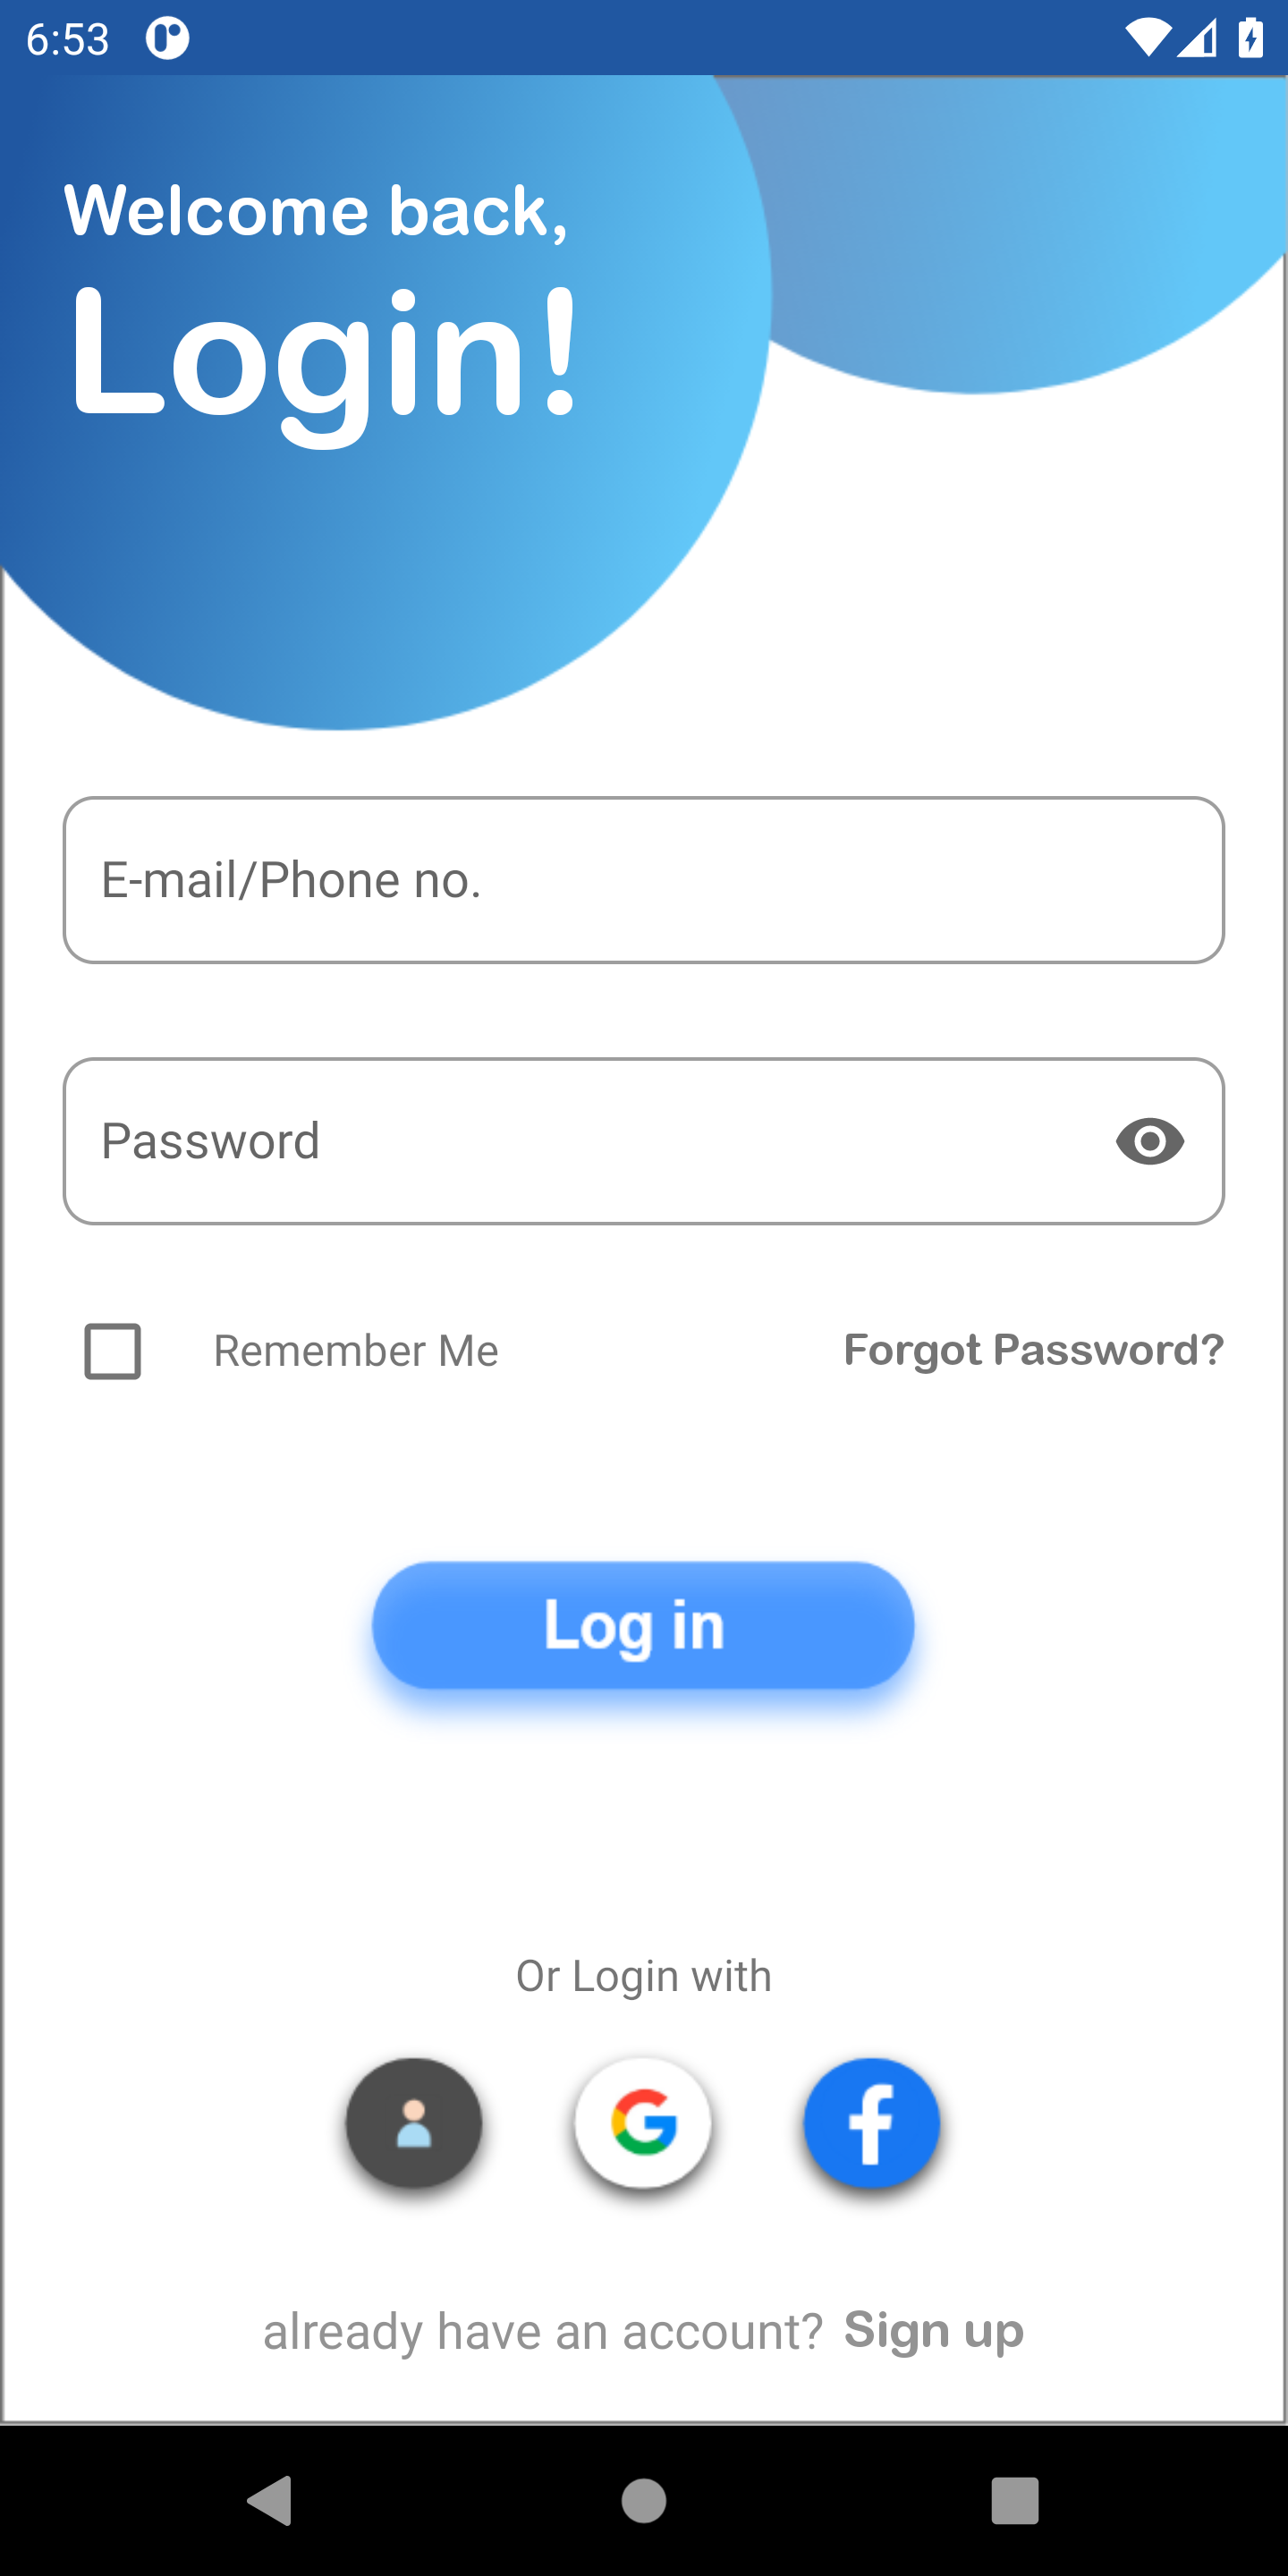 6:53
Welcome back,
Login!
E-mail/Phone no.
Password
Remember Me Forgot Password?
Log in
Or Login with
already have an account? Sign up